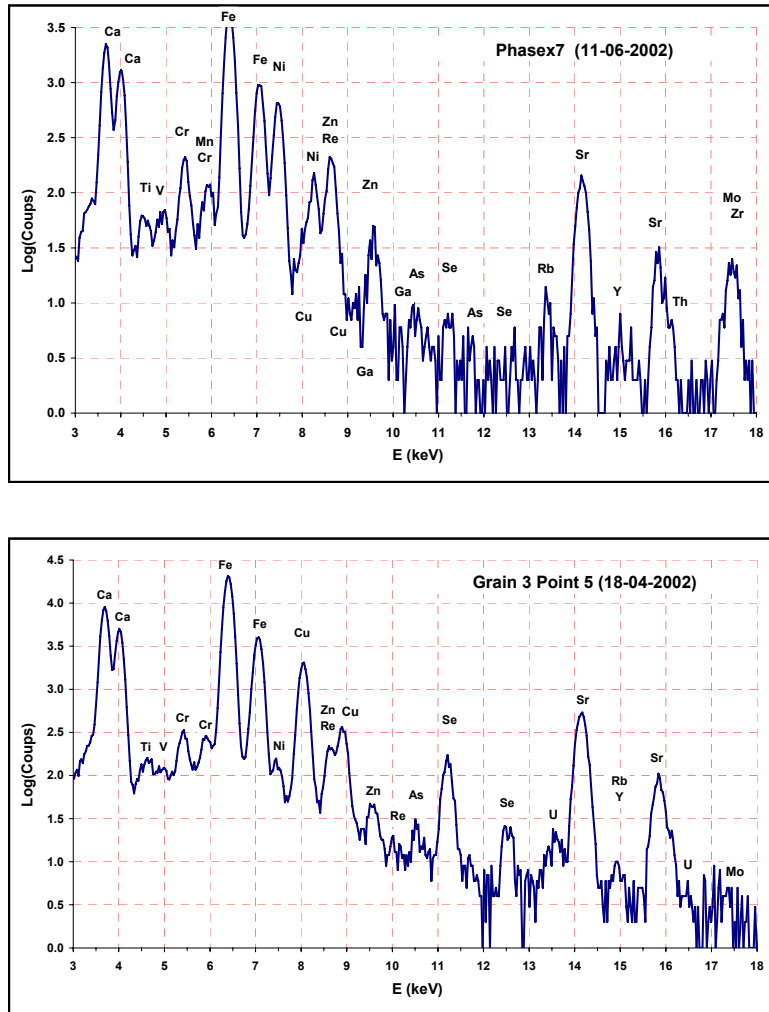 Phasex7 (11-06-2002)
Log(Coups)
3.5
3.0
2.5
2.0
1.5
1.0
0.5
0.0
Ca
Ca
Ti
V
Cr
Mn
Cr
Fe
Fe
Ni
Cu
Ni
Zn
Re
Cu
Zn
Ga
Ga
As
Se
As
Se
Rb
Sr
Y
Sr
Th
Mo
Zr
3 4 5 6 7 8 9 10 11 12 13 14 15 16 17 18
E (keV)
Grain 3 Point 5 (18-04-2002)
Log(Coups)
4.5
4.0
3.5
3.0
2.5
2.0
1.5
1.0
0.5
0.0
Ca
Ca
Ti
V
Cr
Cr
Fe
Fe
Ni
Cu
Zn
Re
Cu
Zn
Re
As
Se
Se
U
Sr
Rb
Y
Sr
U
Mo
3 4 5 6 7 8 9 10 11 12 13 14 15 16 17 18
E (keV)